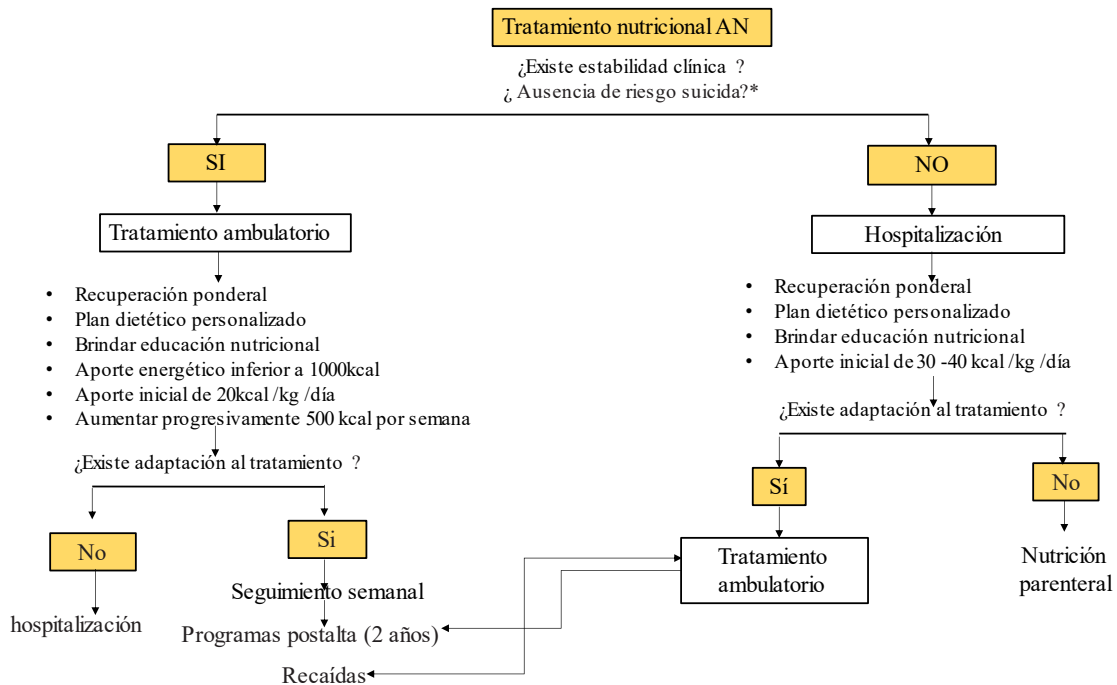 Tratamiento nutricional AN
¿Existe estabilidad clínica ?
¿ Ausencia de riesgo suicida?*
SI
NO
Tratamiento ambulatorio
Hospitalización
• Recuperación ponderal
• Plan dietético personalizado
• Brindar educación nutricional
• Aporte energético inferior a 1000kcal
• Aporte inicial de 20kcal /kg /día
• Aumentar progresivamente 500 kcal por semana
• Recuperación ponderal
• Plan dietético personalizado
• Brindar educación nutricional
• Aporte inicial de 30 -40 kcal /kg /día
¿Existe adaptación al tratamiento ?
¿Existe adaptación al tratamiento ?
No
Si
Sí
No
hospitalización
Seguimiento semanal
Programas postalta (2 años)
Recaídas
Tratamiento
ambulatorio
Nutrición
parenteral